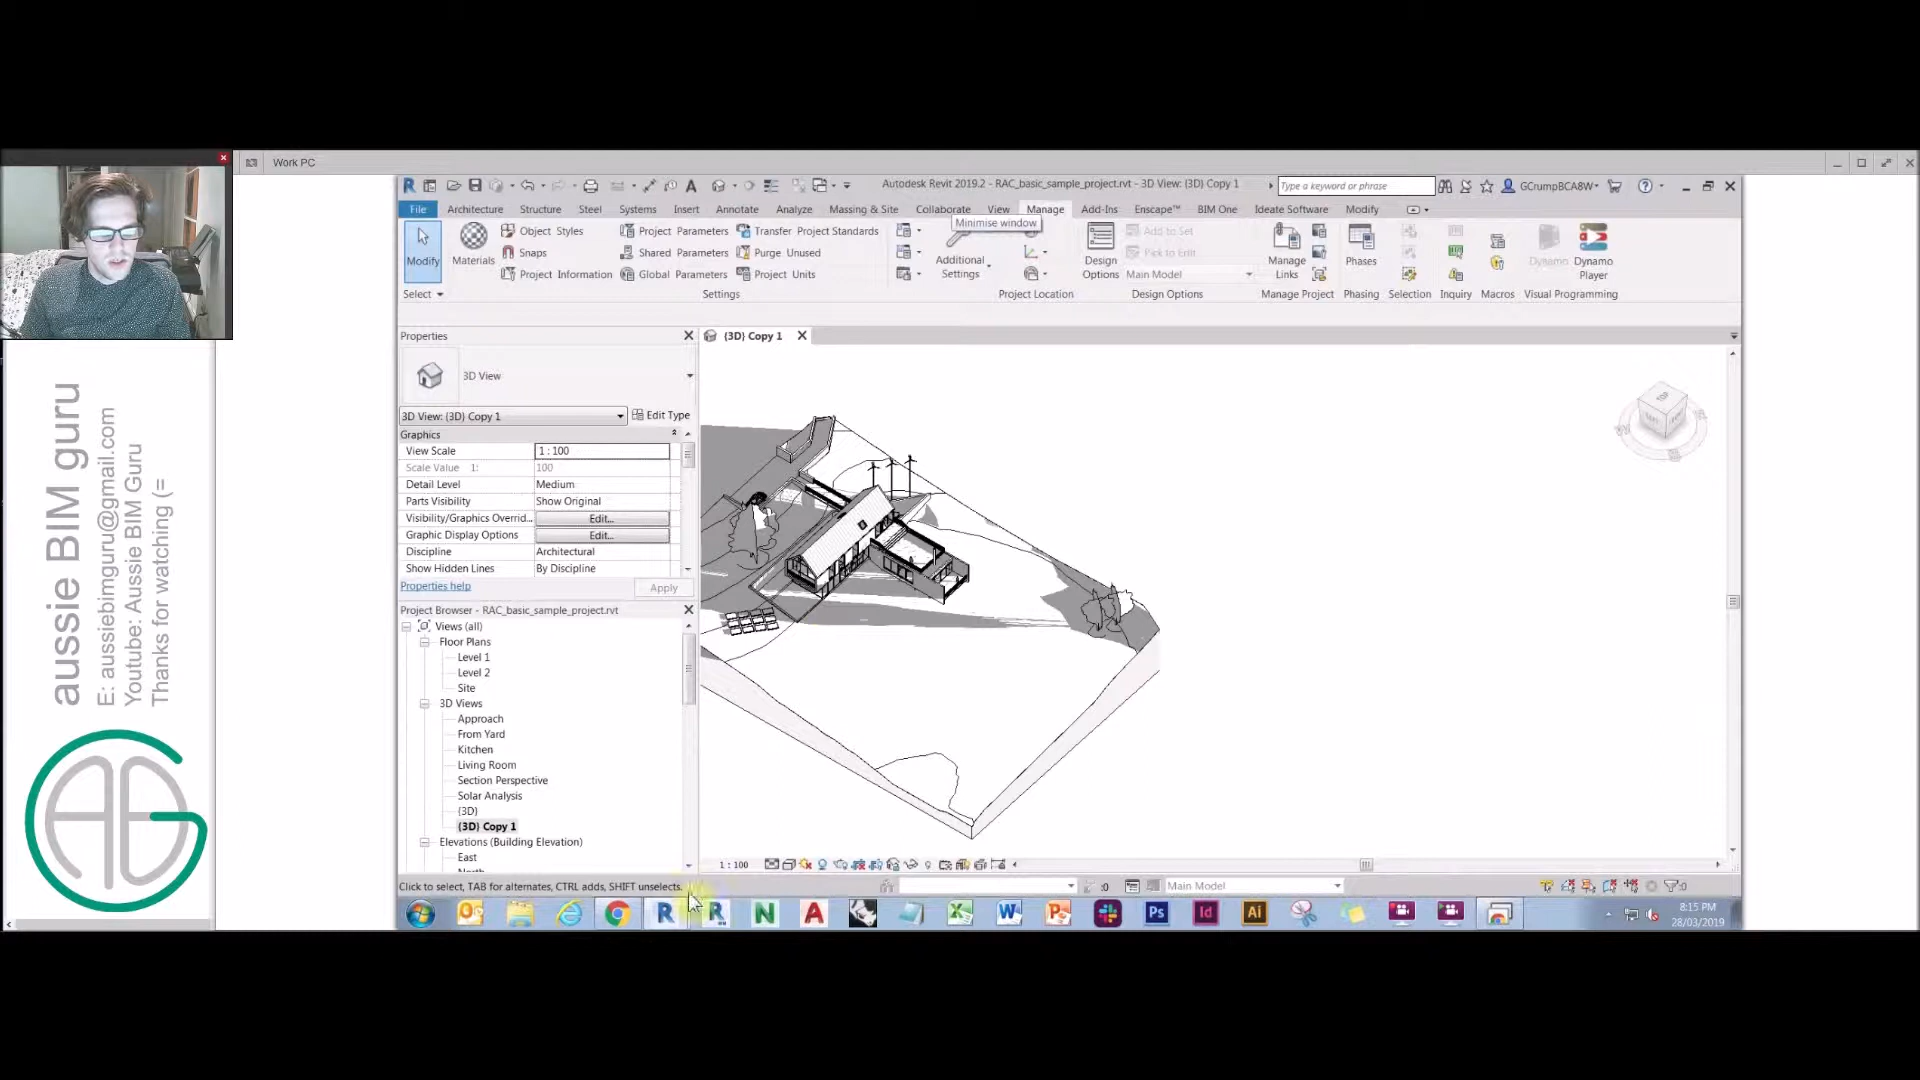 Work PC
Autodesk Revit 2019.2 - RAC_basic_sample_project.rvt - 3D View: {3D} Copy 1
Type a keyword or phrase
GCrumpBCA8W
File Architecture Structure Steel Systems Insert Annotate Analyze Massing & Site Collaborate View Manage Add-Ins Enscape™ BIM One Ideate Software Modify
Minimise window
Modify
Materials
Object Styles
Snaps
Project Information
Project Parameters
Shared Parameters
Global Parameters
Transfer Project Standards
Purge Unused
Project Units
Additional
Settings
Design
Options
Add to Set
Pick to Edit
Main Model
Manage
Links
Phases
Dynamo
Dynamo
Player
Select
Settings
Project Location
Design Options
Manage Project
Phasing
Selection
Inquiry
Macros
Visual Programming
Properties
{3D} Copy 1
3D View
3D View: {3D} Copy 1
Edit Type
Graphics
View Scale 1 : 100
Scale Value 1: 100
Detail Level Medium
Parts Visibility Show Original
Visibility/Graphics Overrid... Edit...
Graphic Display Options Edit...
Discipline Architectural
Show Hidden Lines By Discipline
Properties help
Apply
Project Browser - RAC_basic_sample_project.rvt
Views (all)
Floor Plans
Level 1
Level 2
Site
3D Views
Approach
From Yard
Kitchen
Living Room
Section Perspective
Solar Analysis
{3D}
{3D} Copy 1
Elevations (Building Elevation)
East
1 : 100
Click to select, TAB for alternates, CTRL adds, SHIFT unselects.
:0
Main Model
:0
8:15 PM
28/03/2019
aussie BIM guru
E: aussiebimguru@gmail.com
Youtube: Aussie BIM Guru
Thanks for watching (=